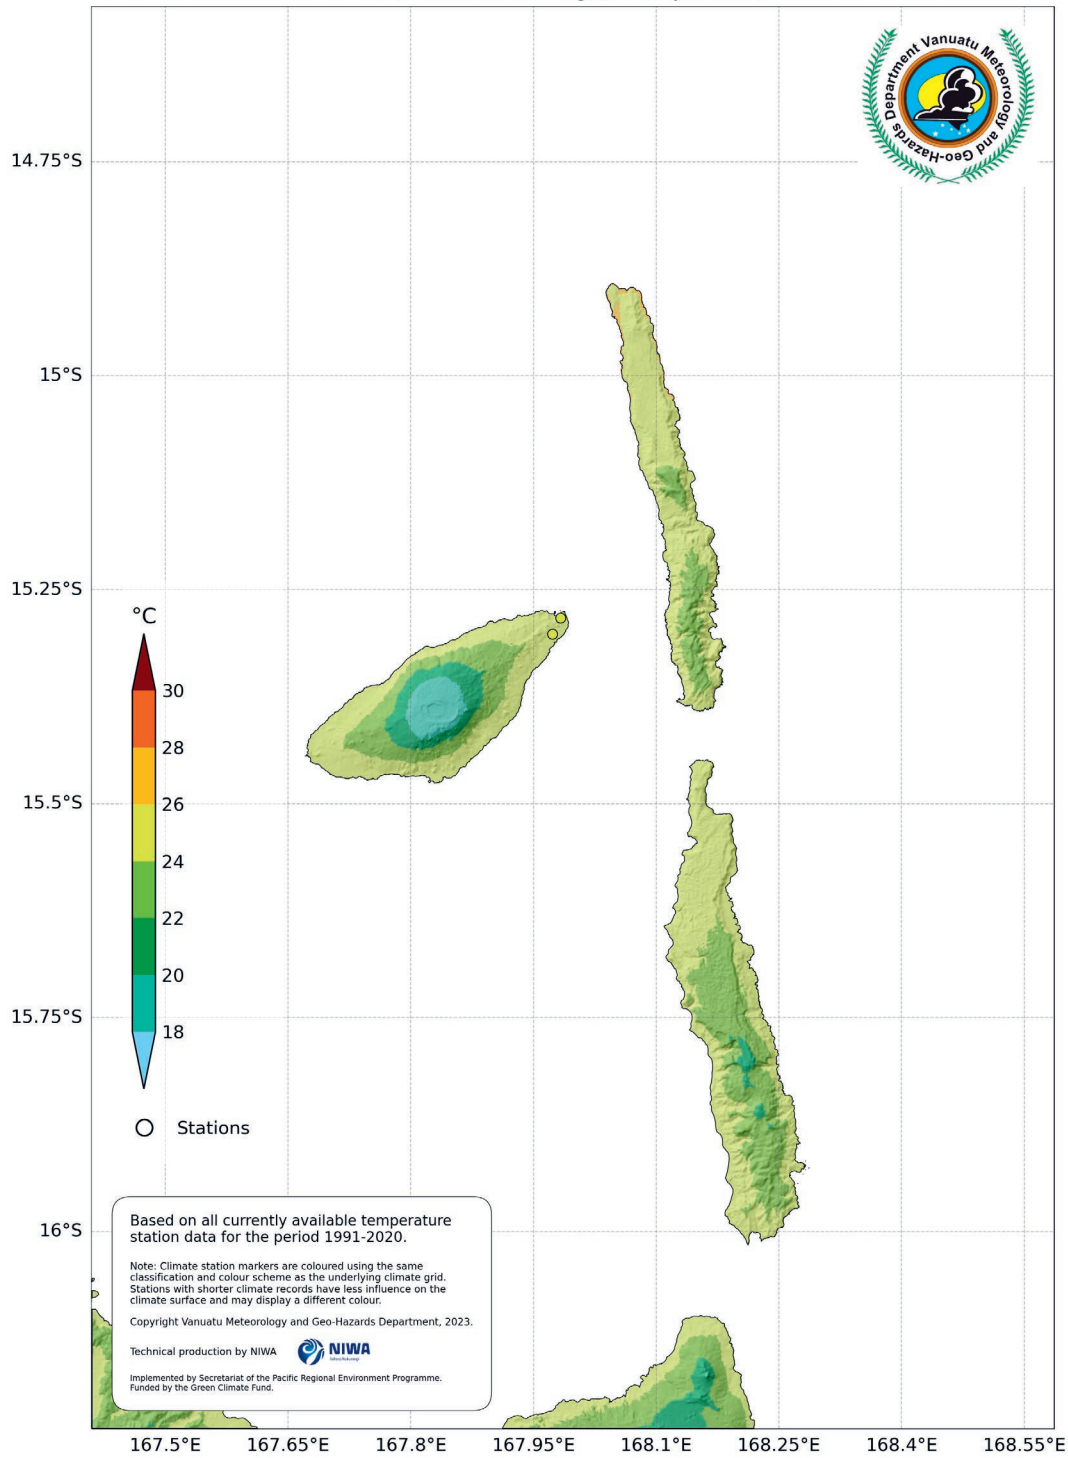 Vanuatu Meteorology and Geo-Hazards Department
14.75°S
15°S
15.25°S
15.5°S
15.75°S
16°S
°C
30
28
26
24
22
20
18
Stations
Based on all currently available temperature
station data for the period 1991-2020.
Note: Climate station markers are coloured using the same
classification and colour scheme as the underlying climate grid.
Stations with shorter climate records have less influence on the
climate surface and may display a different colour.
Copyright Vanuatu Meteorology and Geo-Hazards Department, 2023.
Technical production by NIWA
NIWA
Implemented by Secretariat of the Pacific Regional Environment Programme.
Funded by the Green Climate Fund.
167.5°E 167.65°E 167.8°E 167.95°E 168.1°E 168.25°E 168.4°E 168.55°E